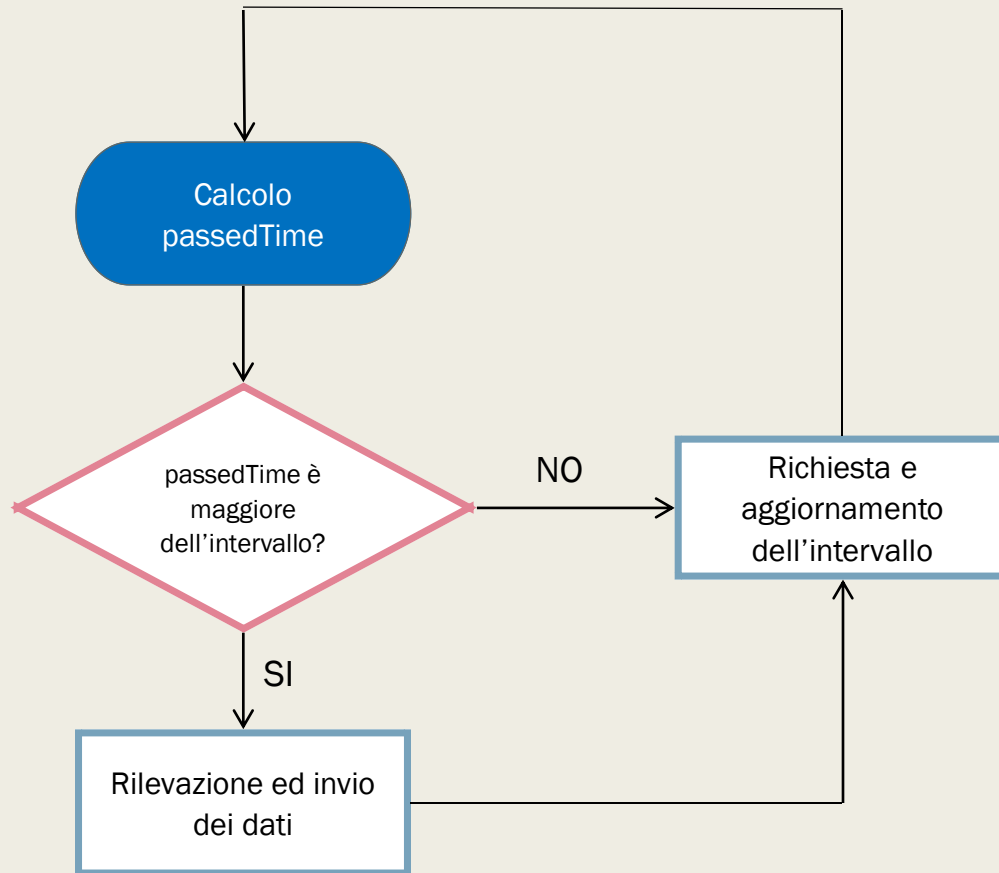 Calcolo
passedTime
passedTime è
maggiore
dell’intervallo?
NO
Richiesta e
aggiornamento
dell’intervallo
SI
Rilevazione ed invio
dei dati